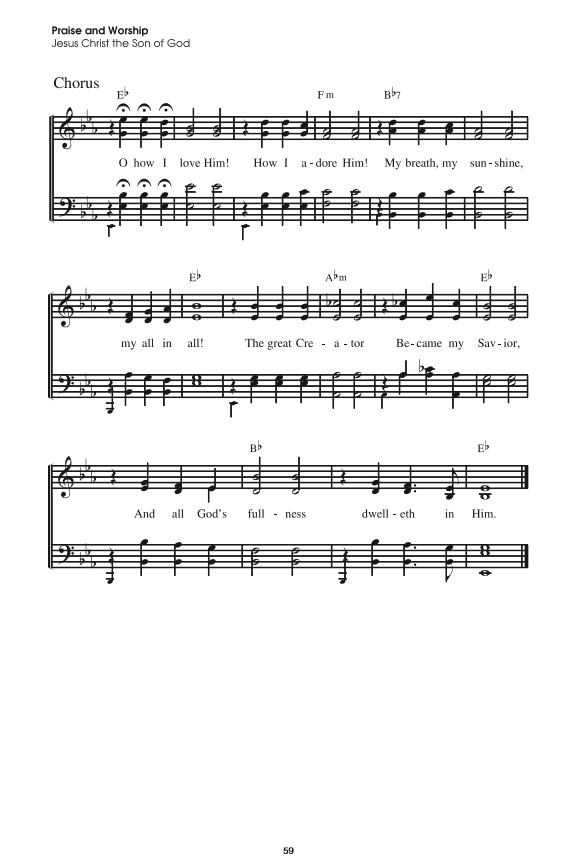 Praise and Worship
Jesus Christ the Son of God
Chorus
E♭ Fm B♭7
O how I love Him! How I a-dore Him! My breath, my sun-shine,
E♭ A♭m E♭
my all in all! The great Cre - a - tor Be-came my Sav-ior,
B♭ E♭
And all God's full - ness dwell-eth in Him.
59